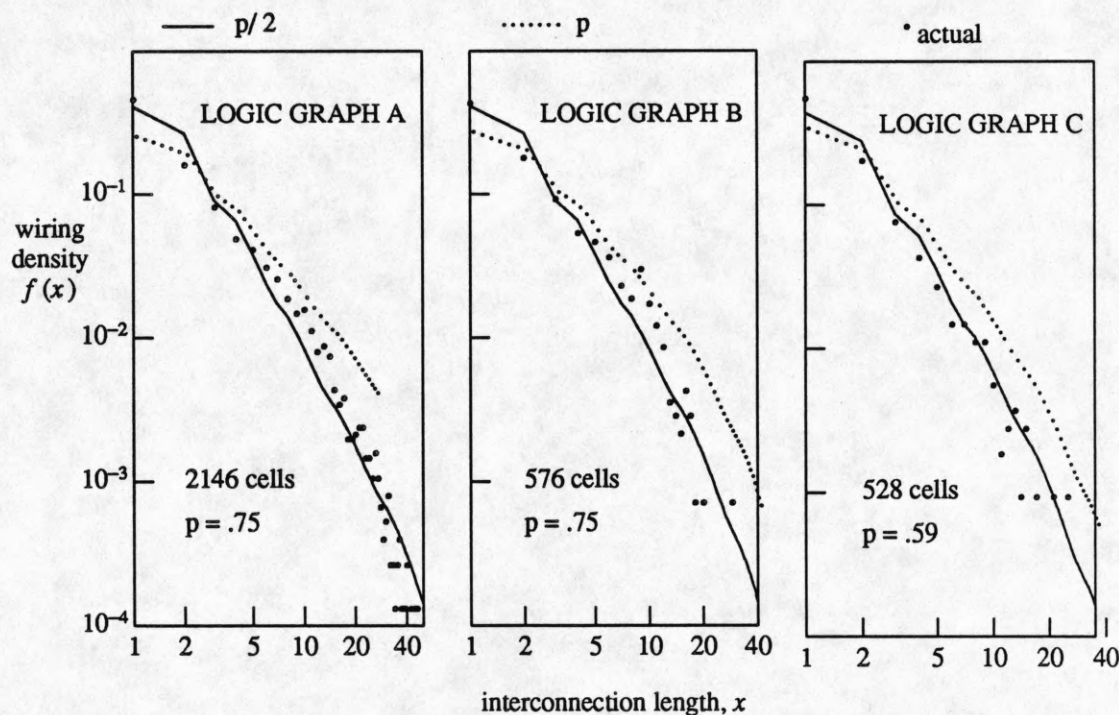 p/2
p
actual
LOGIC GRAPH A
LOGIC GRAPH B
LOGIC GRAPH C
wiring
density
f(x)
10⁻¹
10⁻²
10⁻³
10⁻⁴
2146 cells
p = .75
576 cells
p = .75
528 cells
p = .59
1 2 5 10 20 40
1 2 5 10 20 40
1 2 5 10 20 40
interconnection length, x